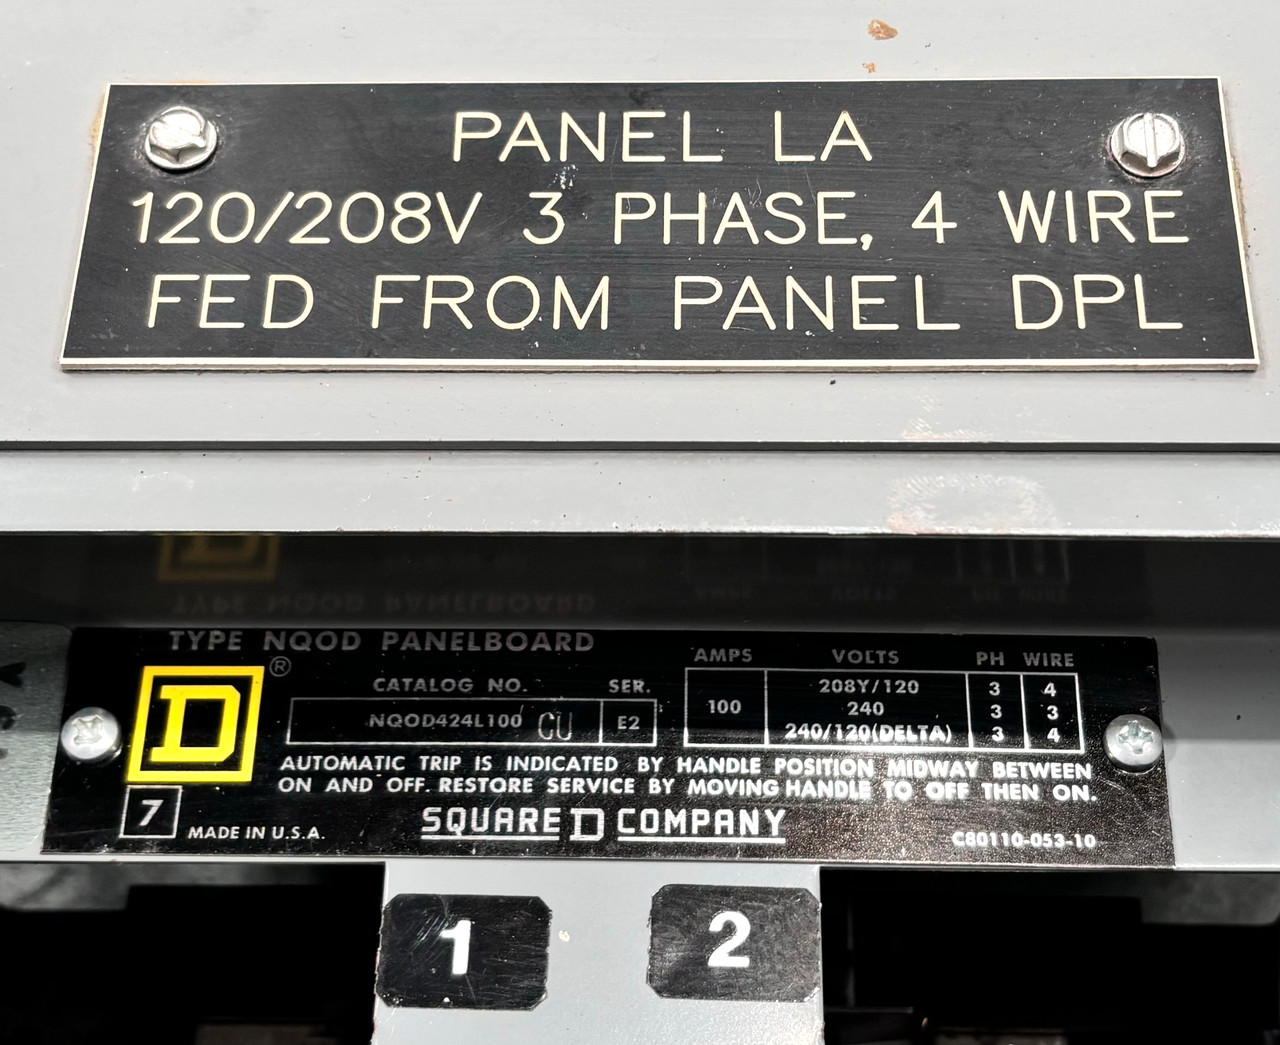 PANEL LA
120/208V 3 PHASE, 4 WIRE
FED FROM PANEL DPL
TYPE NQOD PANELBOARD
D ®
CATALOG NO. SER.
NQOD424L100 CU E2
AMPS VOLTS PH WIRE
100 208Y/120 3 4
240 3 3
240/120(DELTA) 3 4
AUTOMATIC TRIP IS INDICATED BY HANDLE POSITION MIDWAY BETWEEN
ON AND OFF. RESTORE SERVICE BY MOVING HANDLE TO OFF THEN ON.
7 MADE IN U.S.A.
SQUARE D COMPANY
C80110-053-10
1 2